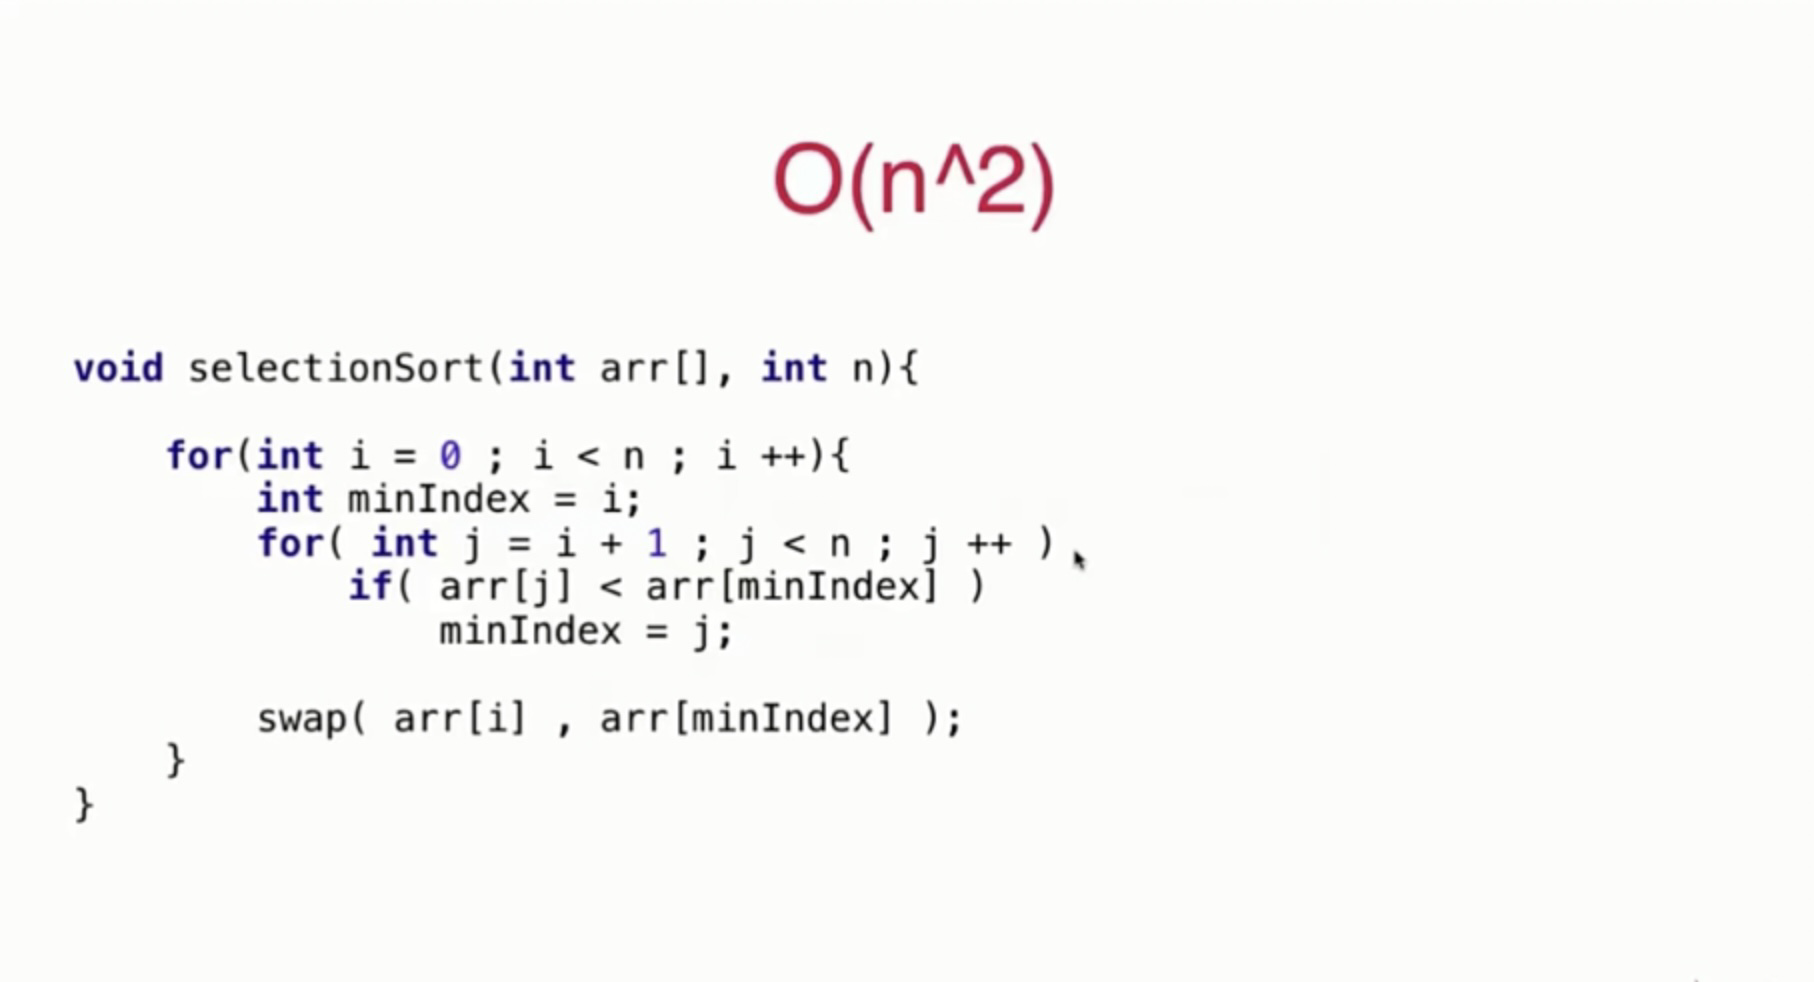 O(n^2)
void selectionSort(int arr[], int n){
for(int i = 0 ; i < n ; i ++){
int minIndex = i;
for( int j = i + 1 ; j < n ; j ++ )
if( arr[j] < arr[minIndex] )
minIndex = j;
swap( arr[i] , arr[minIndex] );
}
}